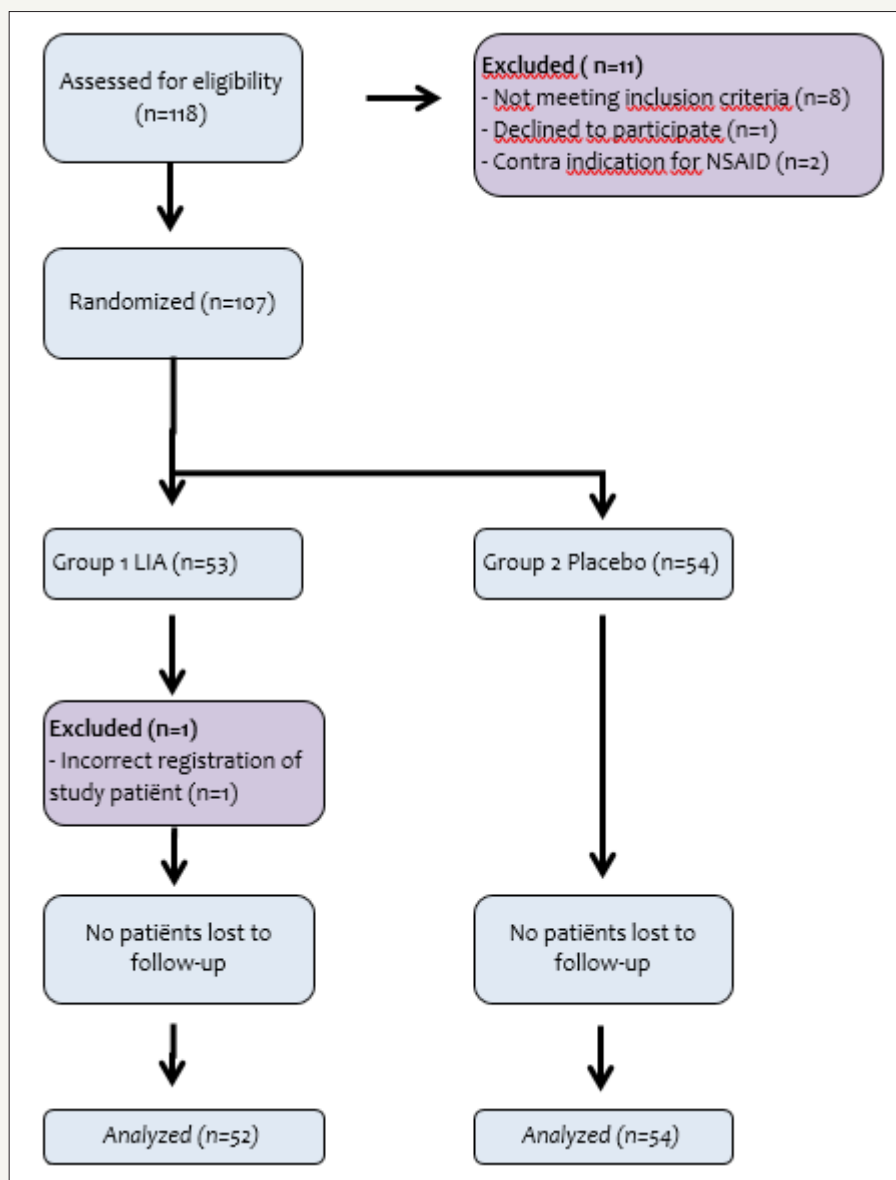 Assessed for eligibility
(n=118)
Excluded ( n=11)
- Not meeting inclusion criteria (n=8)
- Declined to participate (n=1)
- Contra indication for NSAID (n=2)
Randomized (n=107)
Group 1 LIA (n=53)
Group 2 Placebo (n=54)
Excluded (n=1)
- Incorrect registration of
study patiënt (n=1)
No patiënts lost to
follow-up
No patiënts lost to
follow-up
Analyzed (n=52)
Analyzed (n=54)